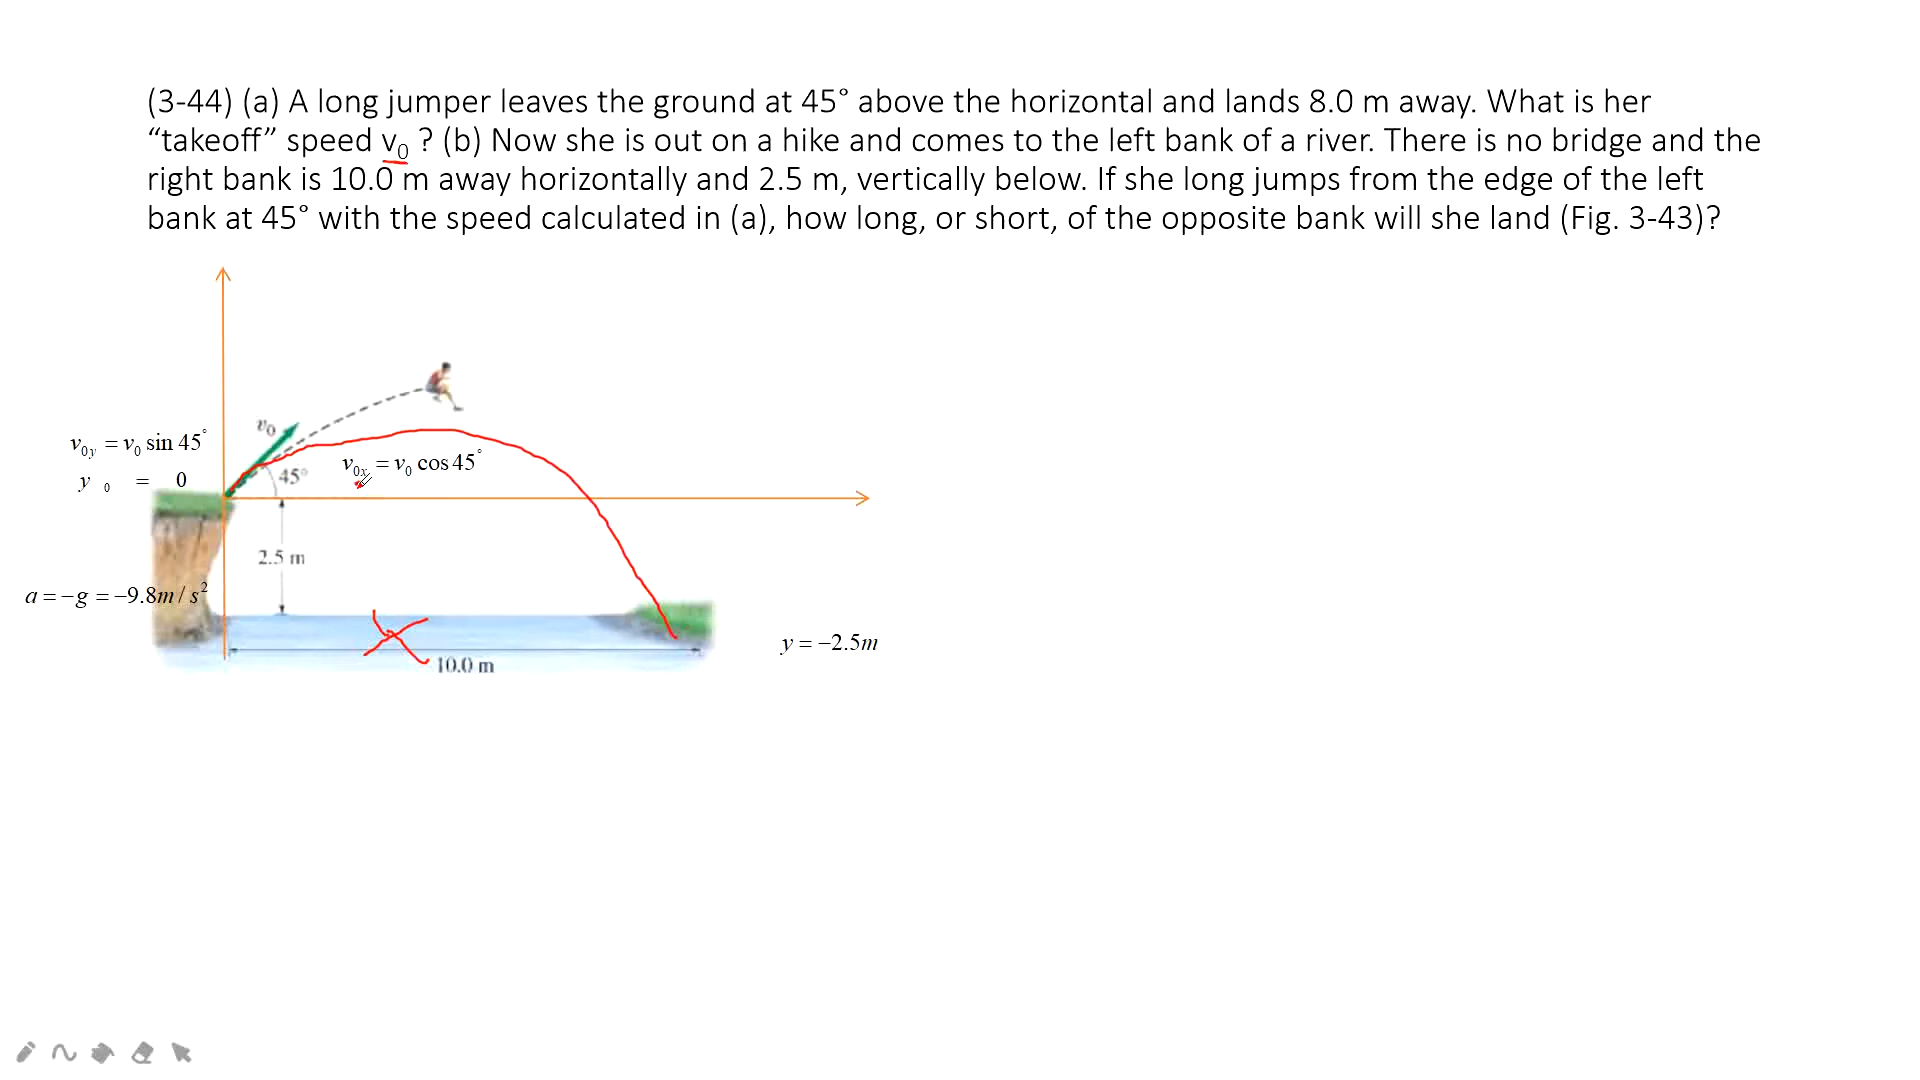 (3-44) (a) A long jumper leaves the ground at 45° above the horizontal and lands 8.0 m away. What is her
“takeoff” speed v₀ ? (b) Now she is out on a hike and comes to the left bank of a river. There is no bridge and the
right bank is 10.0 m away horizontally and 2.5 m, vertically below. If she long jumps from the edge of the left
bank at 45° with the speed calculated in (a), how long, or short, of the opposite bank will she land (Fig. 3-43)?
v₀
v₀y = v₀ sin 45°
v₀x = v₀ cos 45°
45°
y ₀ = 0
2.5 m
a = −g = −9.8m / s²
y = −2.5m
10.0 m